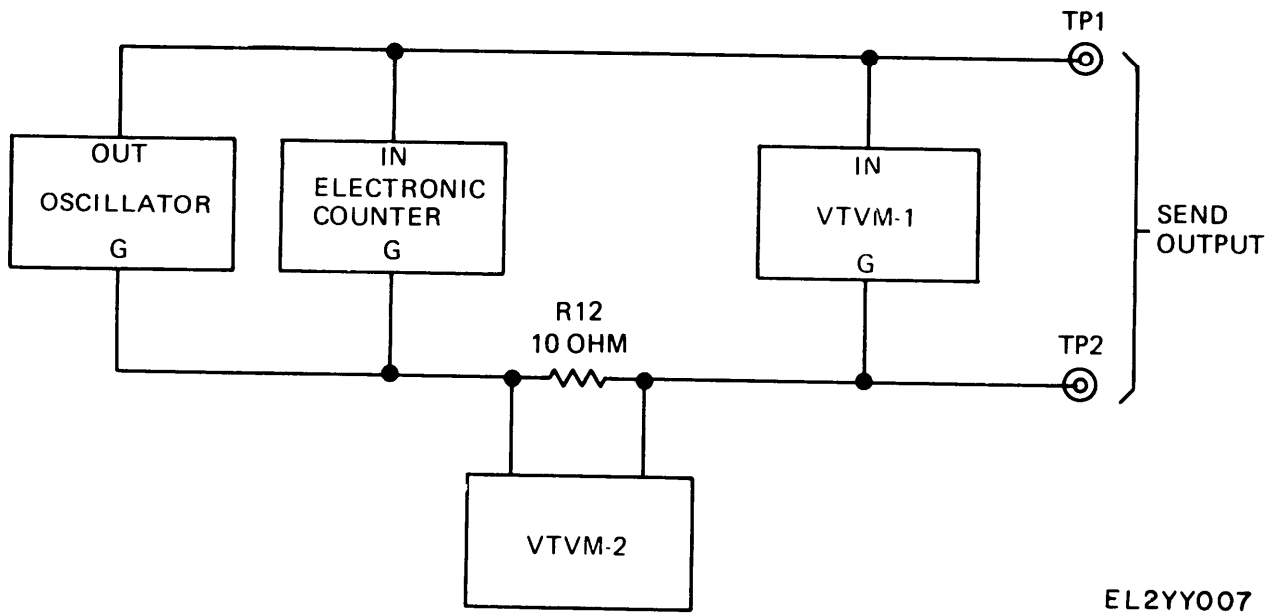 TP1
OUT
OSCILLATOR
G
IN
ELECTRONIC
COUNTER
G
IN
VTVM-1
G
SEND
OUTPUT
R12
10 OHM
TP2
VTVM-2
EL2YY007